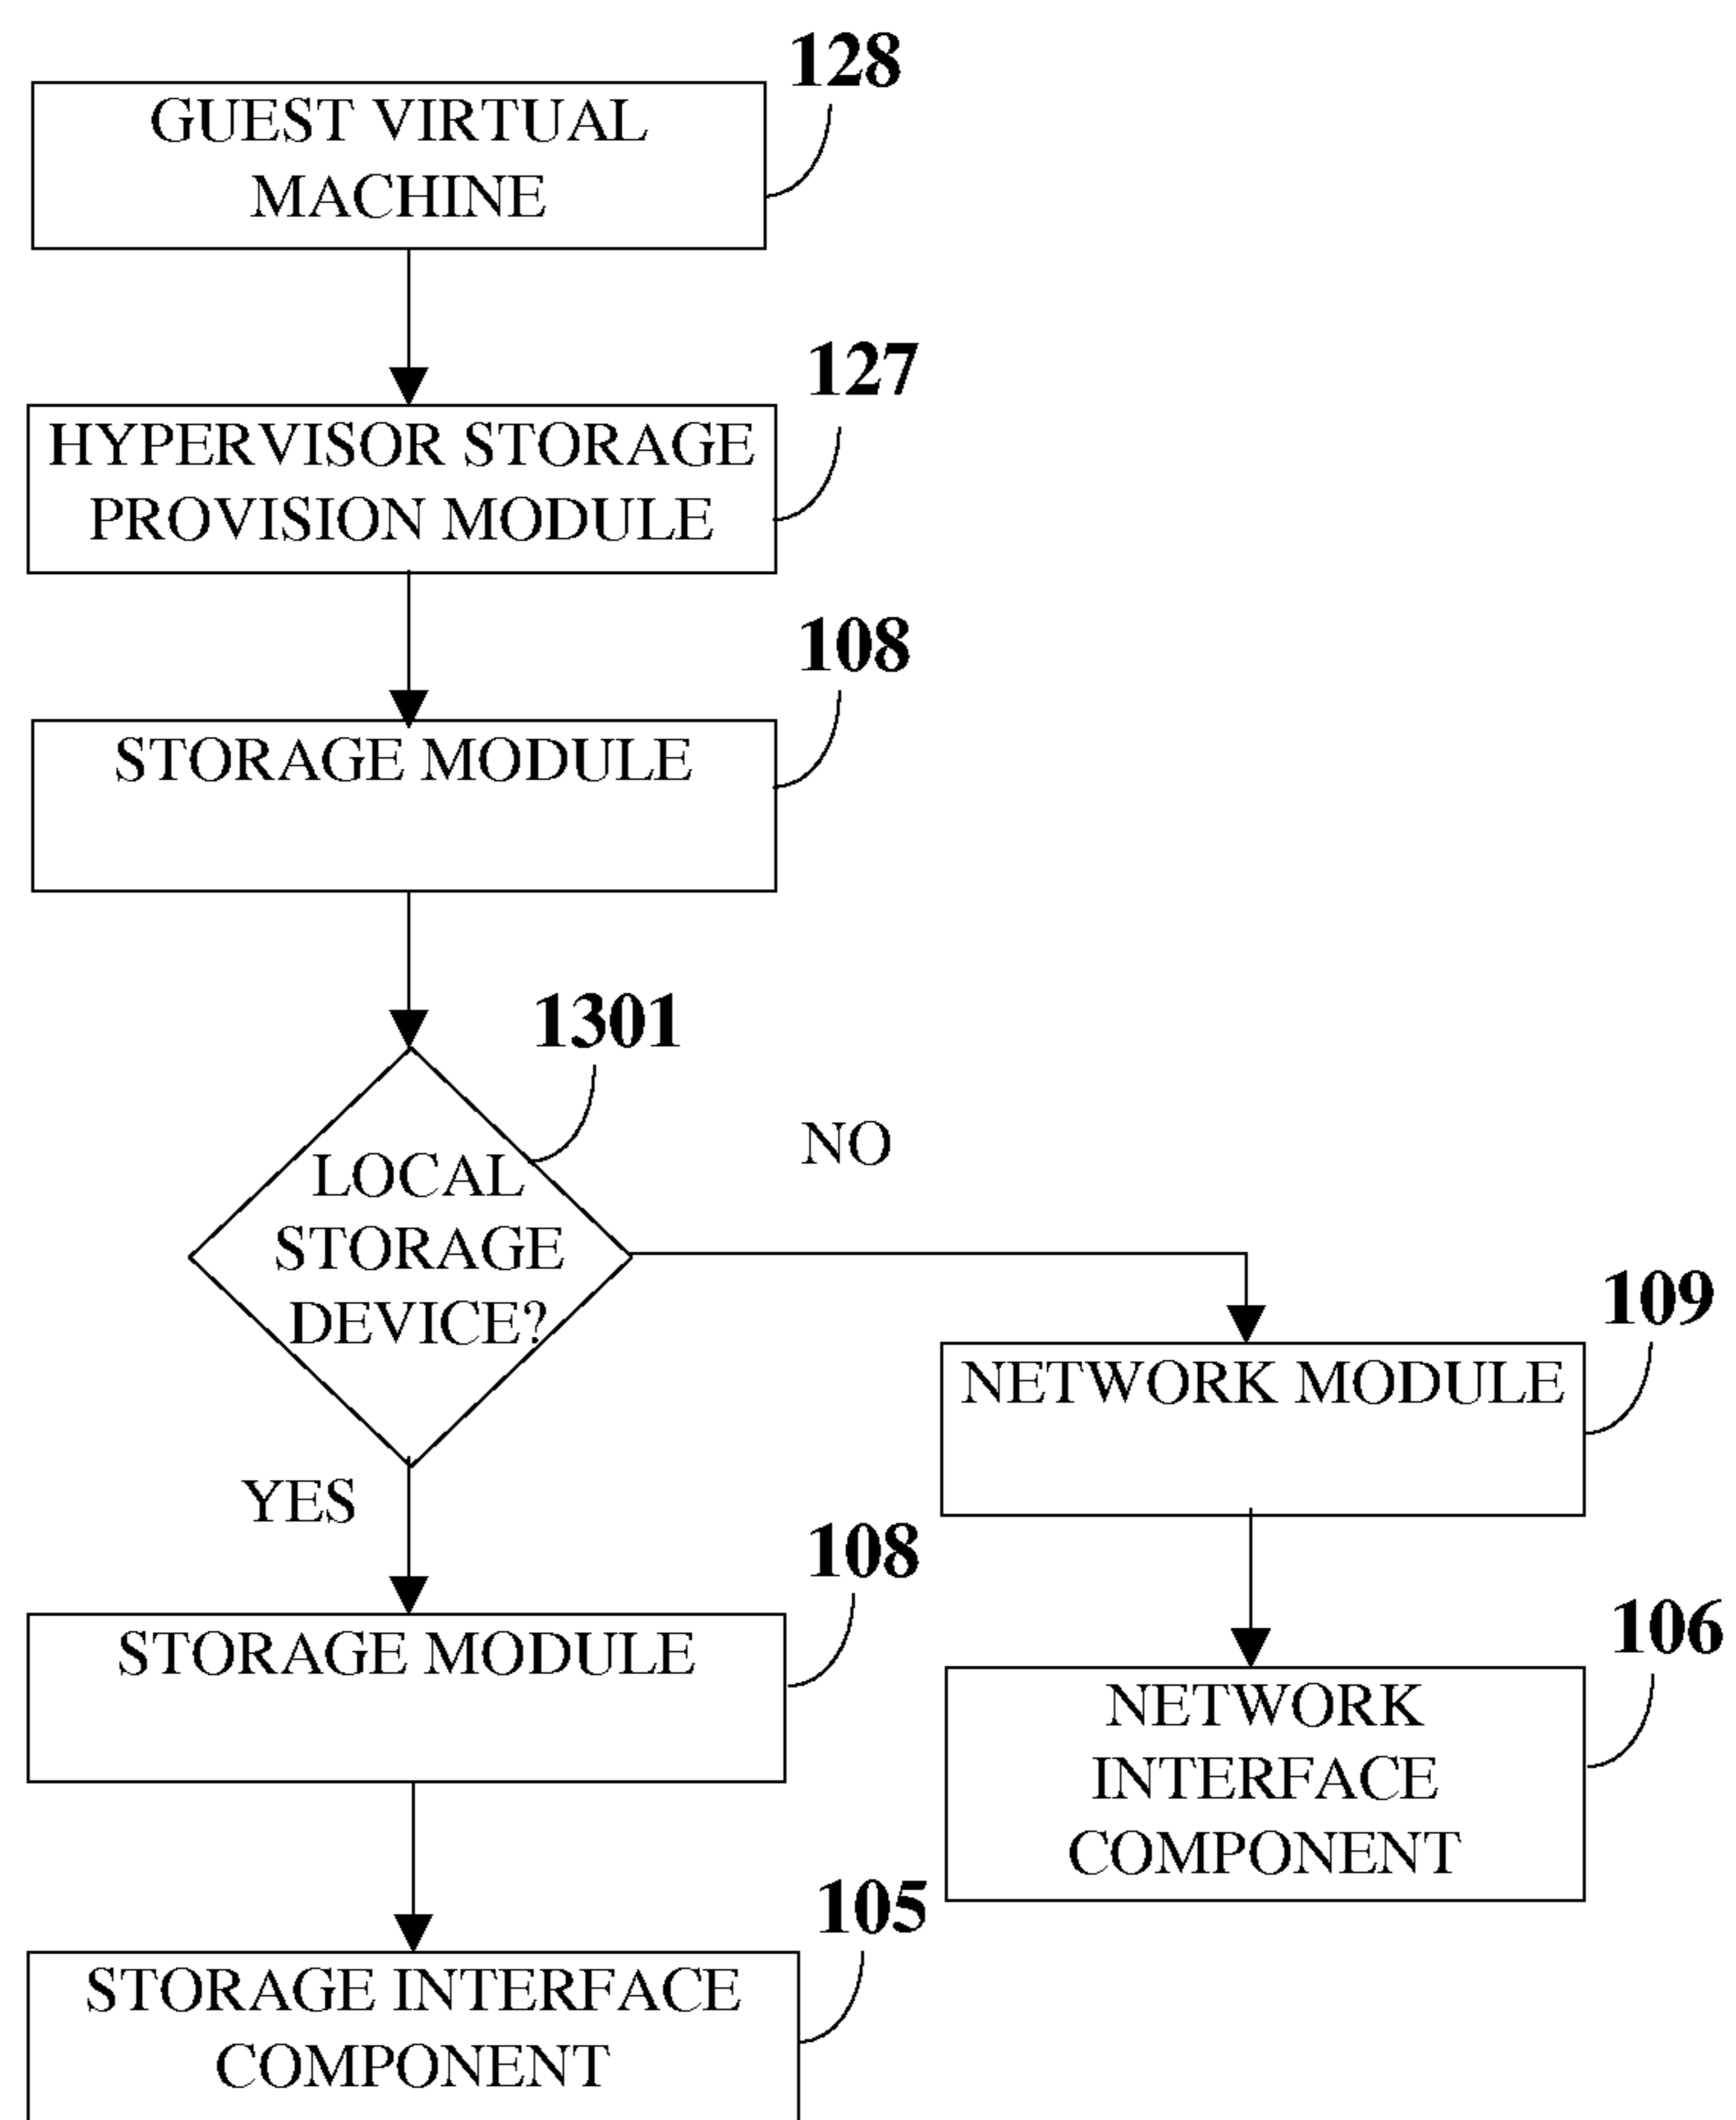 128
GUEST VIRTUAL
MACHINE
127
HYPERVISOR STORAGE
PROVISION MODULE
108
STORAGE MODULE
1301
LOCAL
STORAGE
DEVICE?
NO
109
NETWORK MODULE
YES
108
STORAGE MODULE
106
NETWORK
INTERFACE
COMPONENT
105
STORAGE INTERFACE
COMPONENT